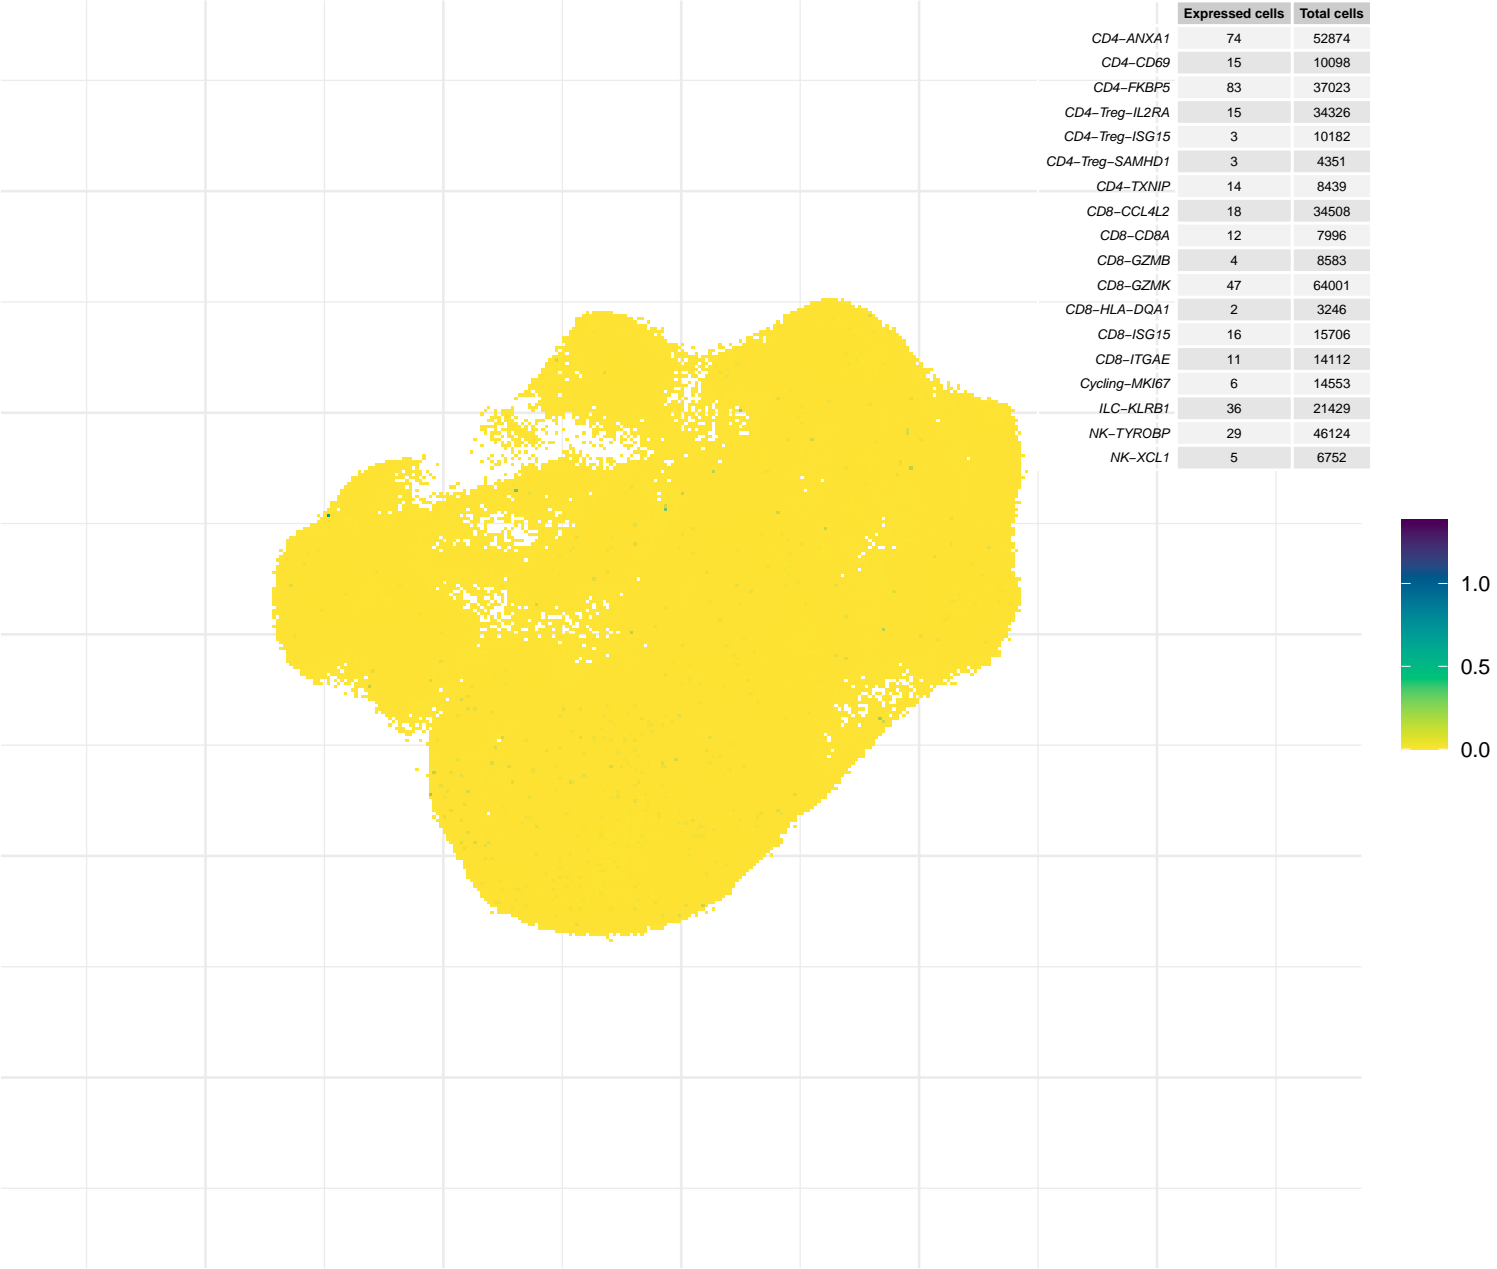 Expressed cells Total cells
CD4−ANXA1 74 52874
CD4−CD69 15 10098
CD4−FKBP5 83 37023
CD4−Treg−IL2RA 15 34326
CD4−Treg−ISG15 3 10182
CD4−Treg−SAMHD1 3 4351
CD4−TXNIP 14 8439
CD8−CCL4L2 18 34508
CD8−CD8A 12 7996
CD8−GZMB 4 8583
CD8−GZMK 47 64001
CD8−HLA−DQA1 2 3246
CD8−ISG15 16 15706
CD8−ITGAE 11 14112
Cycling−MKI67 6 14553
ILC−KLRB1 36 21429
NK−TYROBP 29 46124
NK−XCL1 5 6752
1.0
0.5
0.0